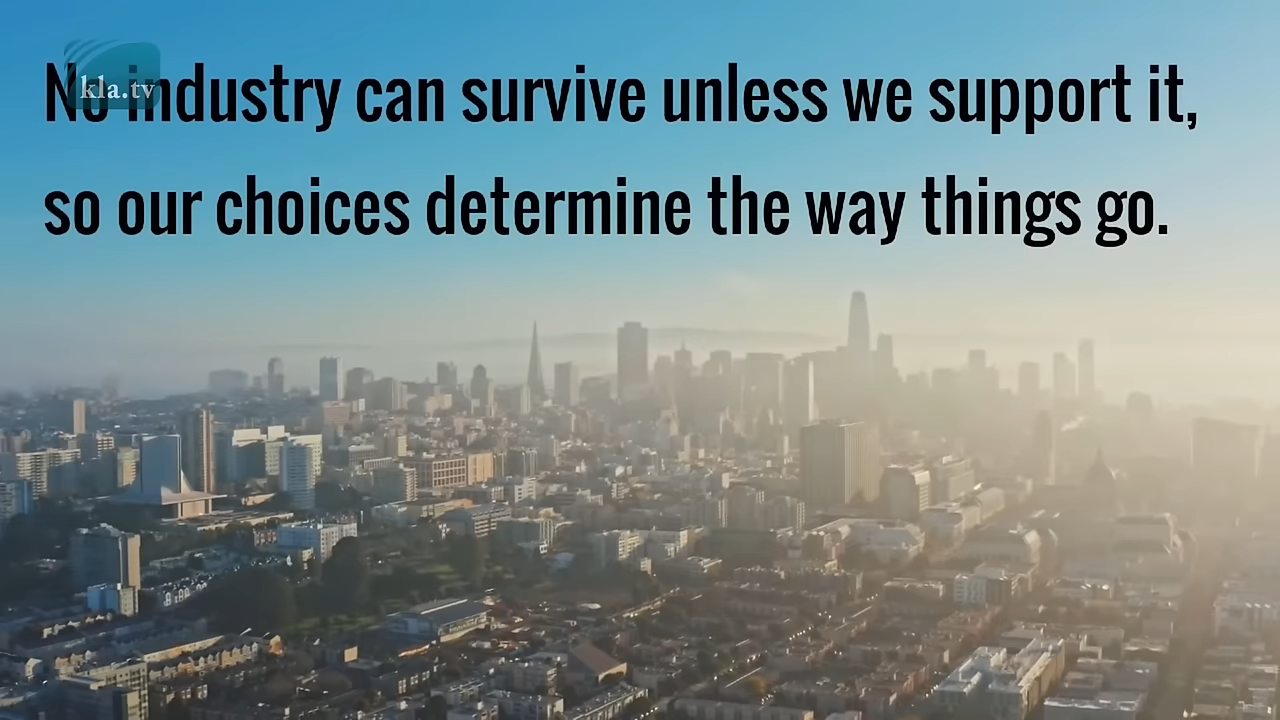 kla.tv
No industry can survive unless we support it,
so our choices determine the way things go.